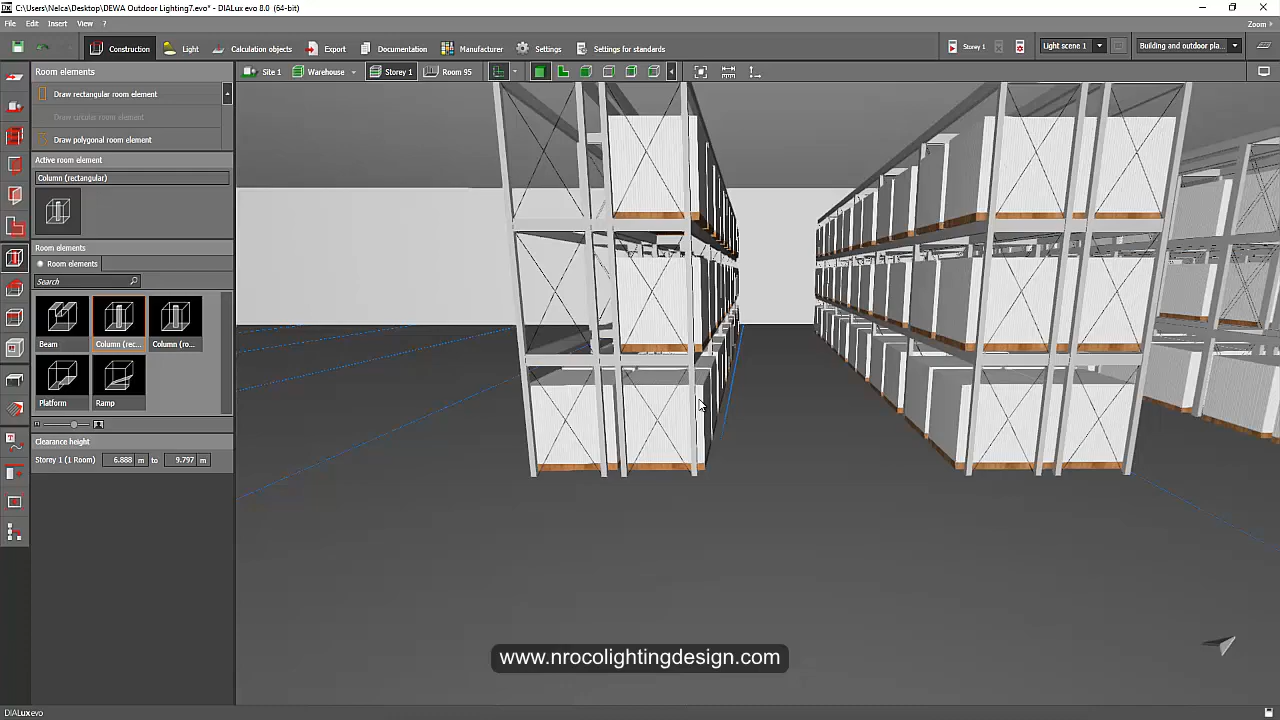 C:\Users\Nelca\Desktop\DEWA Outdoor Lighting7.evo* - DIALux evo 8.0 (64-bit)
File Edit Insert View ?
Zoom
Construction Light Calculation objects Export Documentation Manufacturer Settings Settings for standards
Storey 1 Light scene 1 Building and outdoor pla...
Room elements
Site 1 Warehouse Storey 1 Room 95
Draw rectangular room element
Draw circular room element
Draw polygonal room element
Active room element
Column (rectangular)
Room elements
Room elements
Search
Beam Column (rec... Column (ro...
Platform Ramp
Clearance height
Storey 1 (1 Room) 6.888 m to 9.797 m
www.nrocolightingdesign.com
DIALux evo